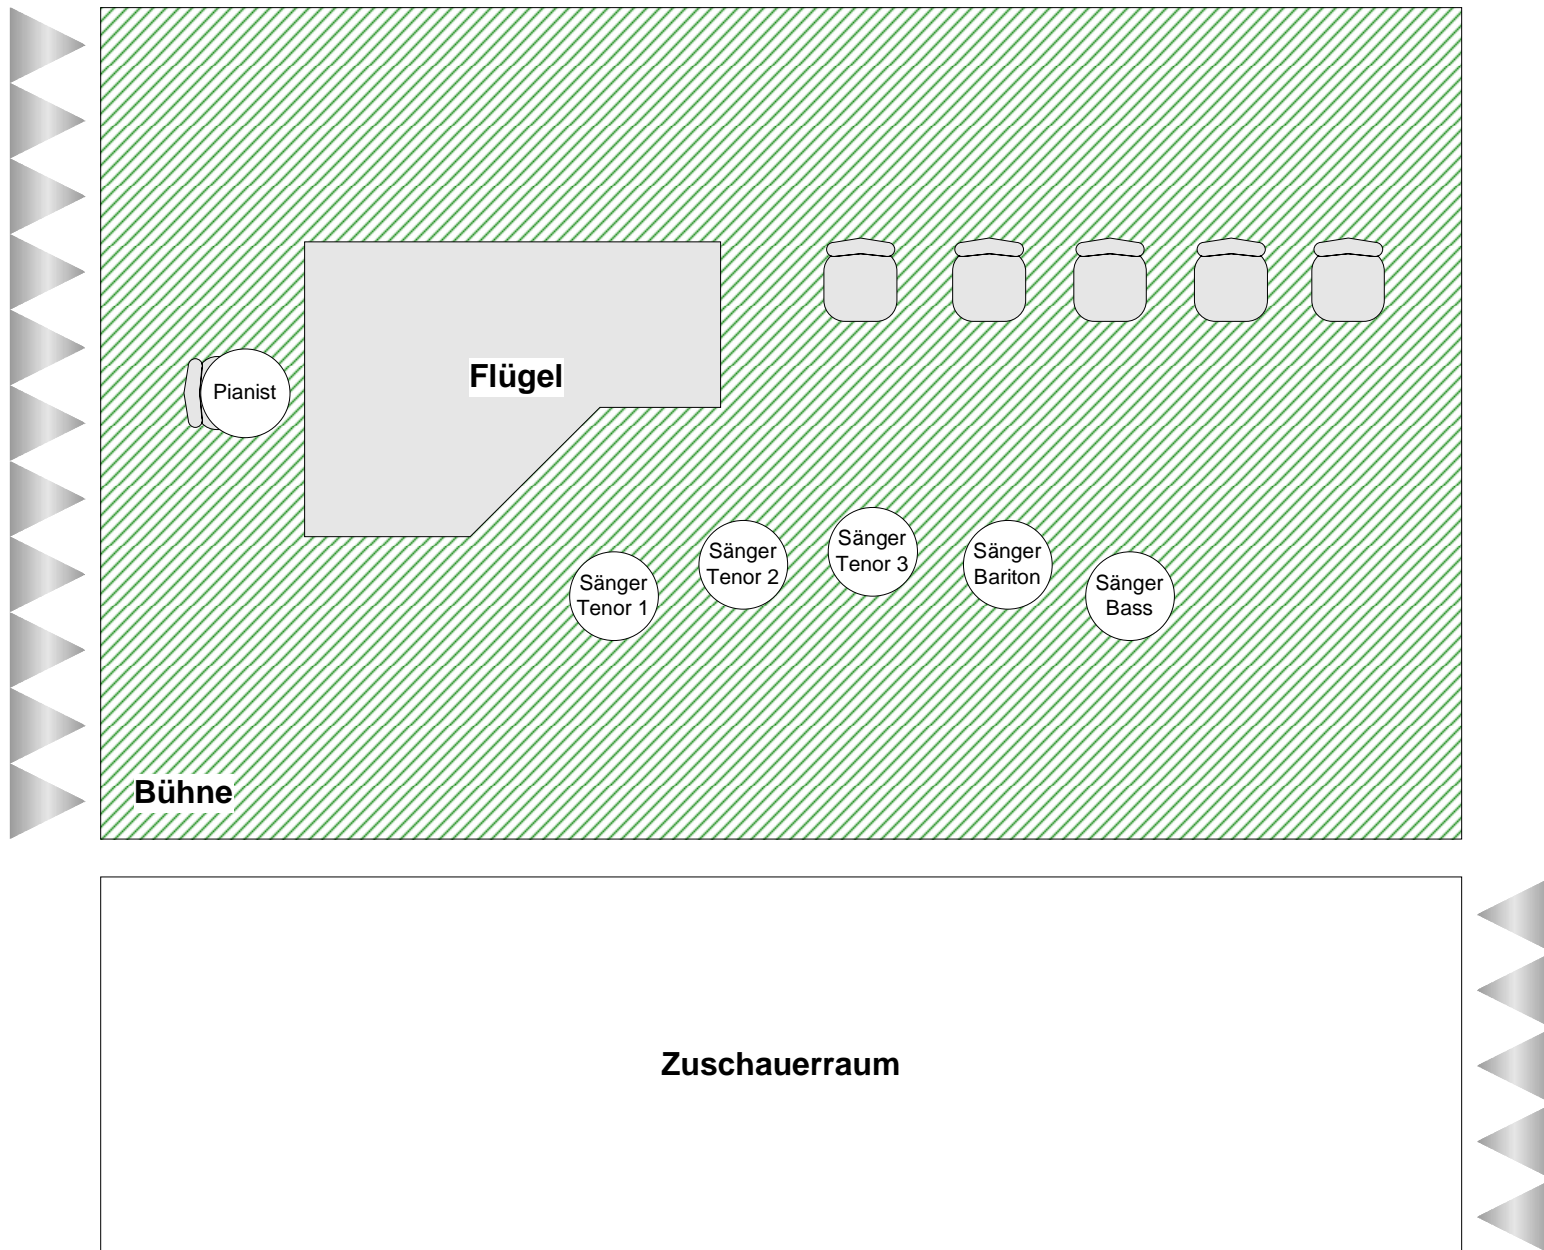 Flügel
Pianist
Sänger
Tenor 1
Sänger
Tenor 2
Sänger
Tenor 3
Sänger
Bariton
Sänger
Bass
Bühne
Zuschauerraum